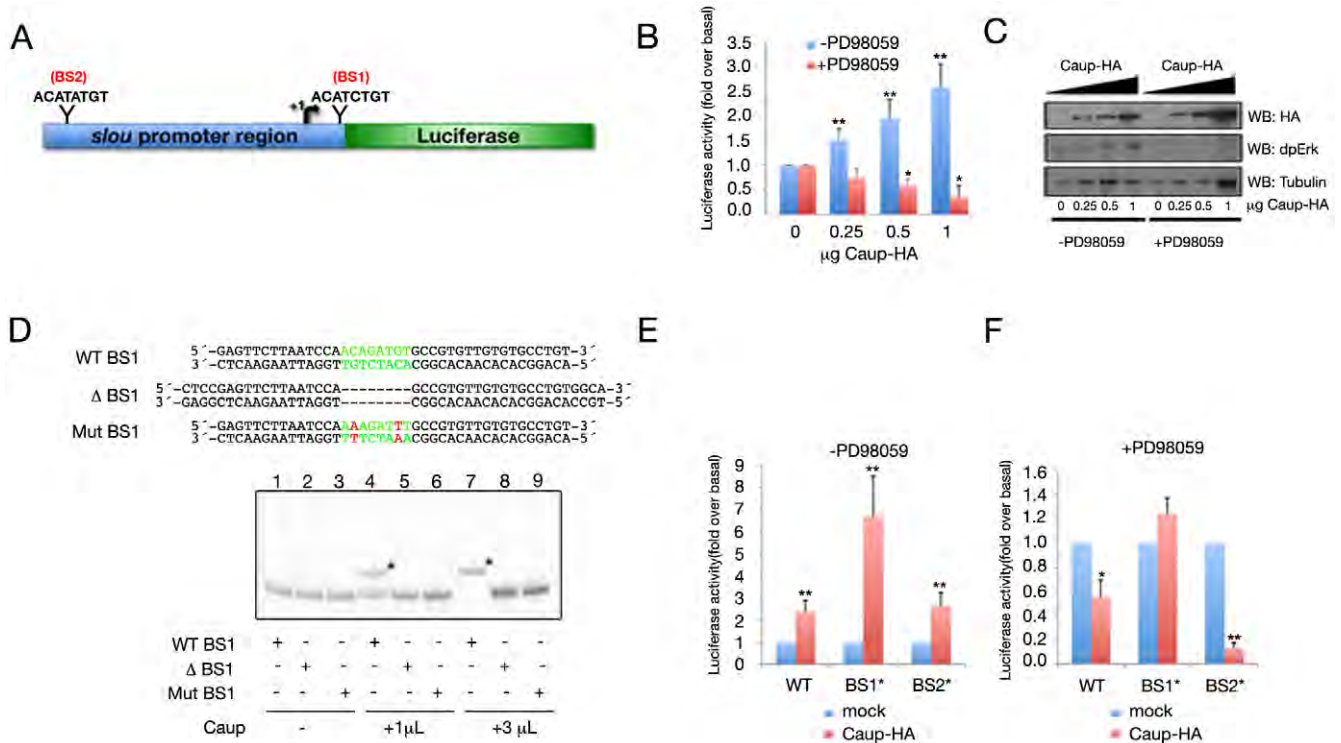 A
(BS2)
ACATATGT
+1
(BS1)
ACATCTGT
slou promoter region
Luciferase
B
Luciferase activity (fold over basal)
3.5
3.0
2.5
2.0
1.5
1.0
0.5
0.0
-PD98059
+PD98059
**
**
**
*
*
0 0.25 0.5 1
μg Caup-HA
C
Caup-HA Caup-HA
WB: HA
WB: dpErk
WB: Tubulin
0 0.25 0.5 1 0 0.25 0.5 1 μg Caup-HA
-PD98059 +PD98059
D
WT BS1
5´-GAGTTCTTAATCCAACAGATGTGCCGTGTTGTGTGCCTGT-3´
3´-CTCAAGAATTAGGTTGTCTACACGGCACAACACACGGACA-5´
Δ BS1
5´-CTCCGAGTTCTTAATCCA--------GCCGTGTTGTGTGCCTGTGGCA-3´
3´-GAGGCTCAAGAATTAGGT--------CGGCACAACACACGGACACCGT-5´
Mut BS1
5´-GAGTTCTTAATCCAAAAGATTTGCCGTGTTGTGTGCCTGT-3´
3´-CTCAAGAATTAGGTTTTCTAAACGGCACAACACACGGACA-5´
1 2 3 4 5 6 7 8 9
* *
WT BS1 + - - + - - + - -
Δ BS1 - + - - + - - + -
Mut BS1 - - + - - + - - +
Caup - +1μL +3 μL
E
-PD98059
Luciferase activity(fold over basal)
9
8
7
6
5
4
3
2
1
0
**
**
**
WT BS1* BS2*
mock
Caup-HA
F
+PD98059
Luciferase activity(fold over basal)
1.6
1.4
1.2
1.0
0.8
0.6
0.4
0.2
0.0
*
**
WT BS1* BS2*
mock
Caup-HA